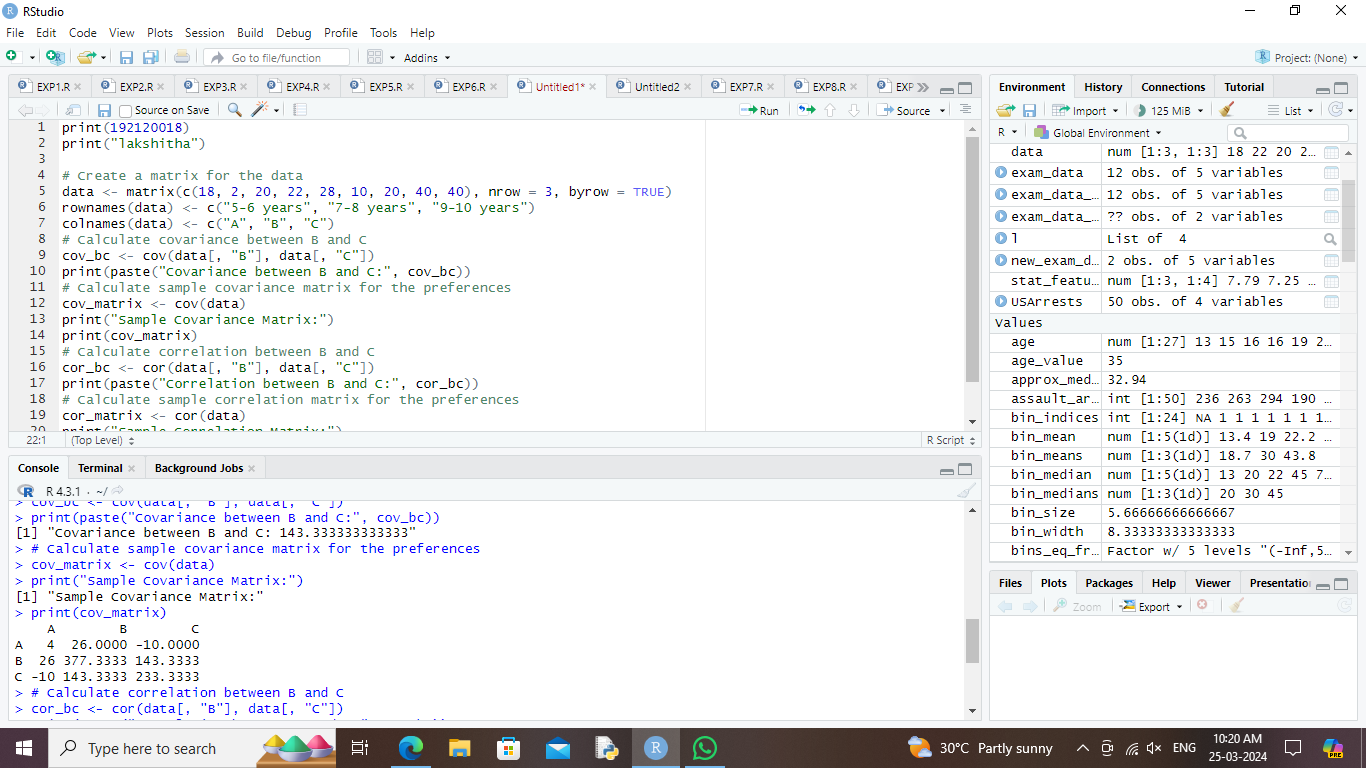 RStudio
File Edit Code View Plots Session Build Debug Profile Tools Help
Go to file/function Addins Project: (None)
EXP1.R EXP2.R EXP3.R EXP4.R EXP5.R EXP6.R Untitled1* Untitled2 EXP7.R EXP8.R EXP
Source on Save Run Source
1 print(192120018)
2 print("lakshitha")
3
4 # Create a matrix for the data
5 data <- matrix(c(18, 2, 20, 22, 28, 10, 20, 40, 40), nrow = 3, byrow = TRUE)
6 rownames(data) <- c("5-6 years", "7-8 years", "9-10 years")
7 colnames(data) <- c("A", "B", "C")
8 # Calculate covariance between B and C
9 cov_bc <- cov(data[, "B"], data[, "C"])
10 print(paste("Covariance between B and C:", cov_bc))
11 # Calculate sample covariance matrix for the preferences
12 cov_matrix <- cov(data)
13 print("Sample Covariance Matrix:")
14 print(cov_matrix)
15 # Calculate correlation between B and C
16 cor_bc <- cor(data[, "B"], data[, "C"])
17 print(paste("Correlation between B and C:", cor_bc))
18 # Calculate sample correlation matrix for the preferences
19 cor_matrix <- cor(data)
20 print("Sample Correlation Matrix:")
22:1 (Top Level) R Script
Console Terminal Background Jobs
R R 4.3.1 · ~/
> cov_bc <- cov(data[, "B"], data[, "C"])
> print(paste("Covariance between B and C:", cov_bc))
[1] "Covariance between B and C: 143.333333333333"
> # Calculate sample covariance matrix for the preferences
> cov_matrix <- cov(data)
> print("Sample Covariance Matrix:")
[1] "Sample Covariance Matrix:"
> print(cov_matrix)
A B C
A 4 26.0000 -10.0000
B 26 377.3333 143.3333
C -10 143.3333 233.3333
> # Calculate correlation between B and C
> cor_bc <- cor(data[, "B"], data[, "C"])
Environment History Connections Tutorial
Import 125 MiB List
R Global Environment
data num [1:3, 1:3] 18 22 20 2...
exam_data 12 obs. of 5 variables
exam_data_... 12 obs. of 5 variables
exam_data_... ?? obs. of 2 variables
l List of 4
new_exam_d... 2 obs. of 5 variables
stat_featu... num [1:3, 1:4] 7.79 7.25 ...
USArrests 50 obs. of 4 variables
Values
age num [1:27] 13 15 16 16 19 2...
age_value 35
approx_med... 32.94
assault_ar... int [1:50] 236 263 294 190 ...
bin_indices int [1:24] NA 1 1 1 1 1 1 1...
bin_mean num [1:5(1d)] 13.4 19 22.2 ...
bin_means num [1:3(1d)] 18.7 30 43.8
bin_median num [1:5(1d)] 13 20 22 45 7...
bin_medians num [1:3(1d)] 20 30 45
bin_size 5.66666666666667
bin_width 8.33333333333333
bins_eq_fr... Factor w/ 5 levels "(-Inf,5...
Files Plots Packages Help Viewer Presentatio
Zoom Export
Type here to search
30°C Partly sunny ENG 10:20 AM
25-03-2024
PRE